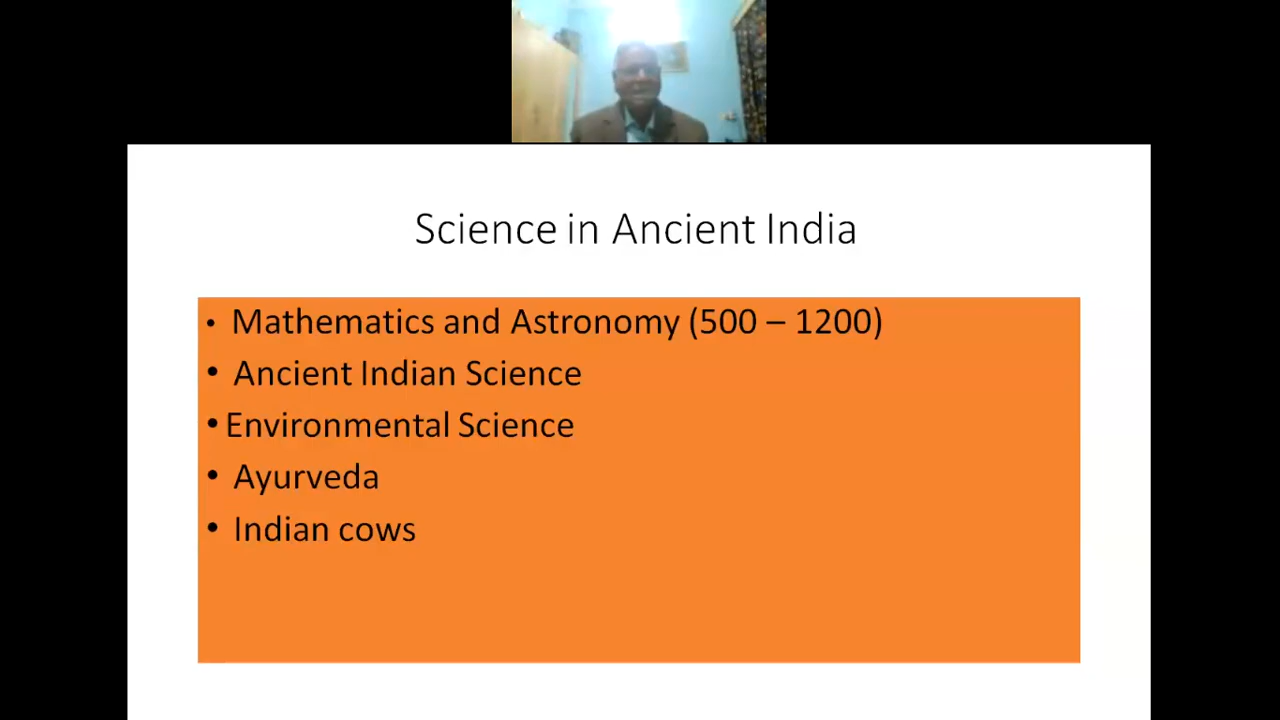 Science in Ancient India
• Mathematics and Astronomy (500 – 1200)
• Ancient Indian Science
• Environmental Science
• Ayurveda
• Indian cows